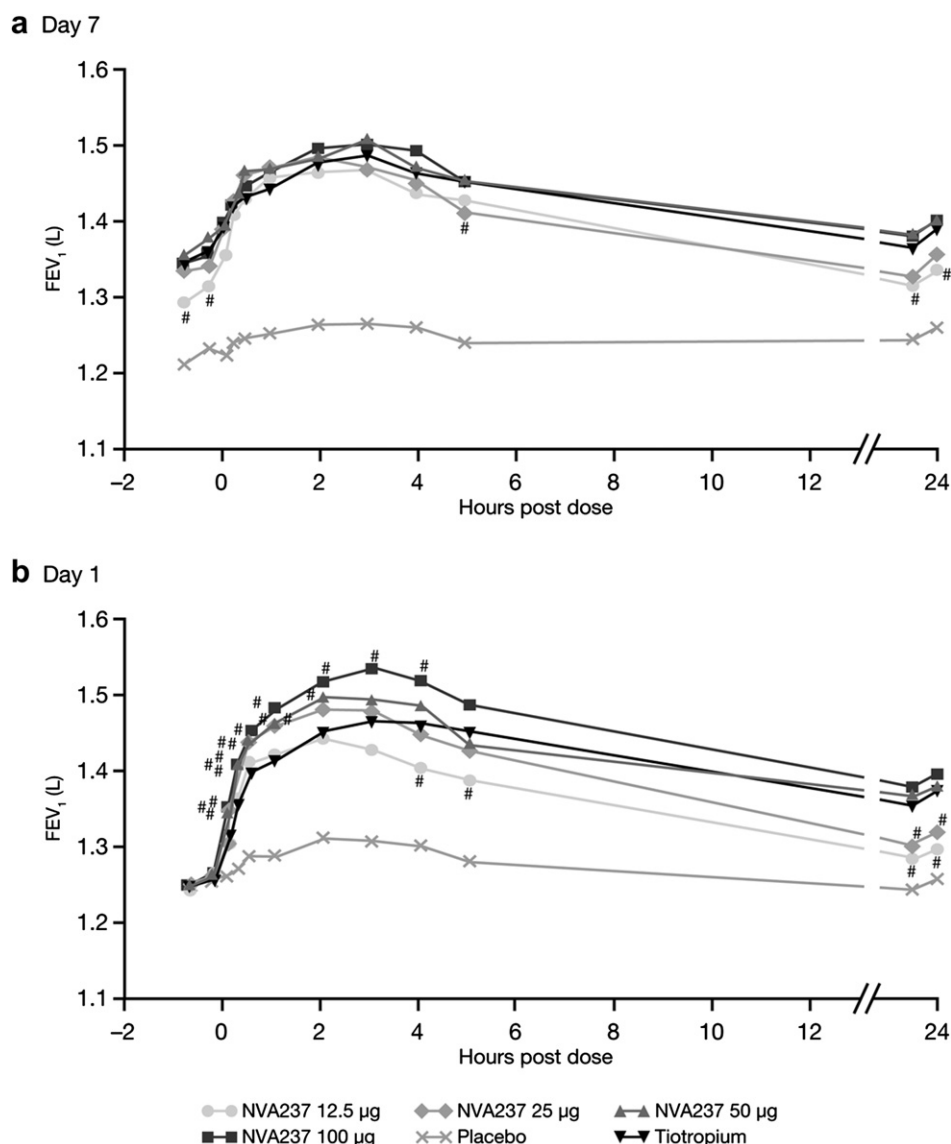 a Day 7
1.6
1.5
1.4
1.3
1.2
1.1
FEV1 (L)
# # # # #
−2 0 2 4 6 8 10 12 24
Hours post dose
b Day 1
1.6
1.5
1.4
1.3
1.2
1.1
FEV1 (L)
# # # # # # # # # # # # # # # # # # # # # # #
−2 0 2 4 6 8 10 12 24
Hours post dose
NVA237 12.5 µg NVA237 25 µg NVA237 50 µg
NVA237 100 µg Placebo Tiotropium